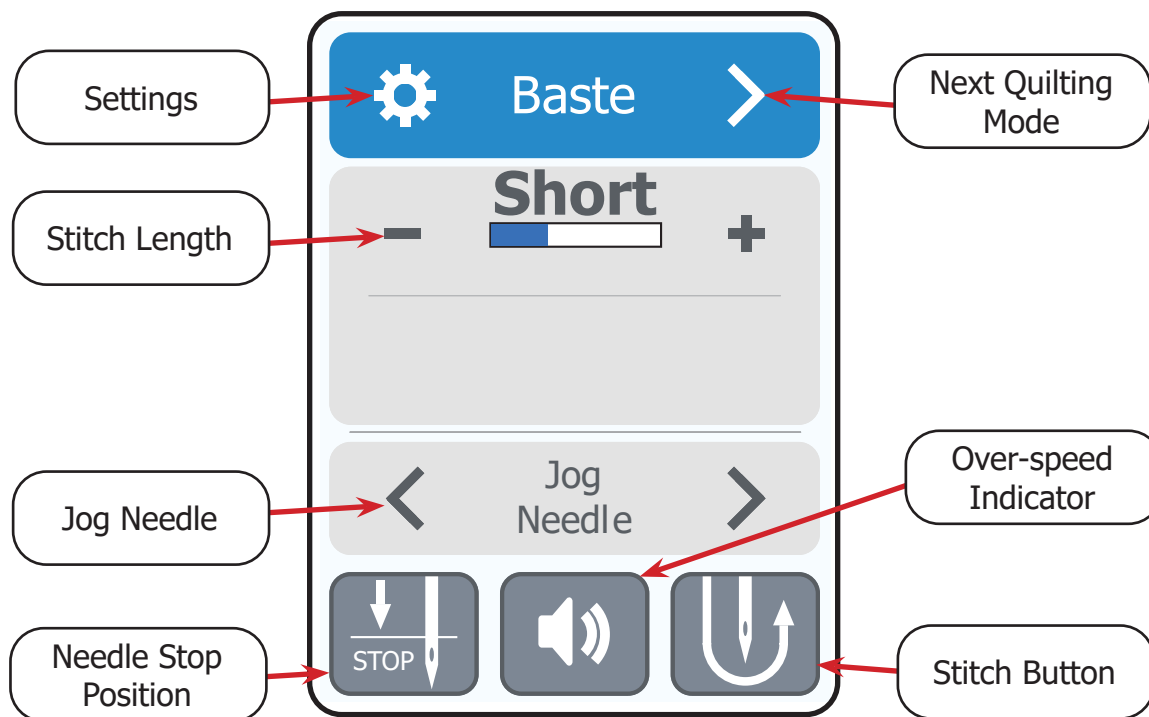 Settings
Baste
Next Quilting
Mode
Short
Stitch Length
Over-speed
Indicator
Jog Needle
Jog
Needle
Needle Stop
Position
STOP
Stitch Button